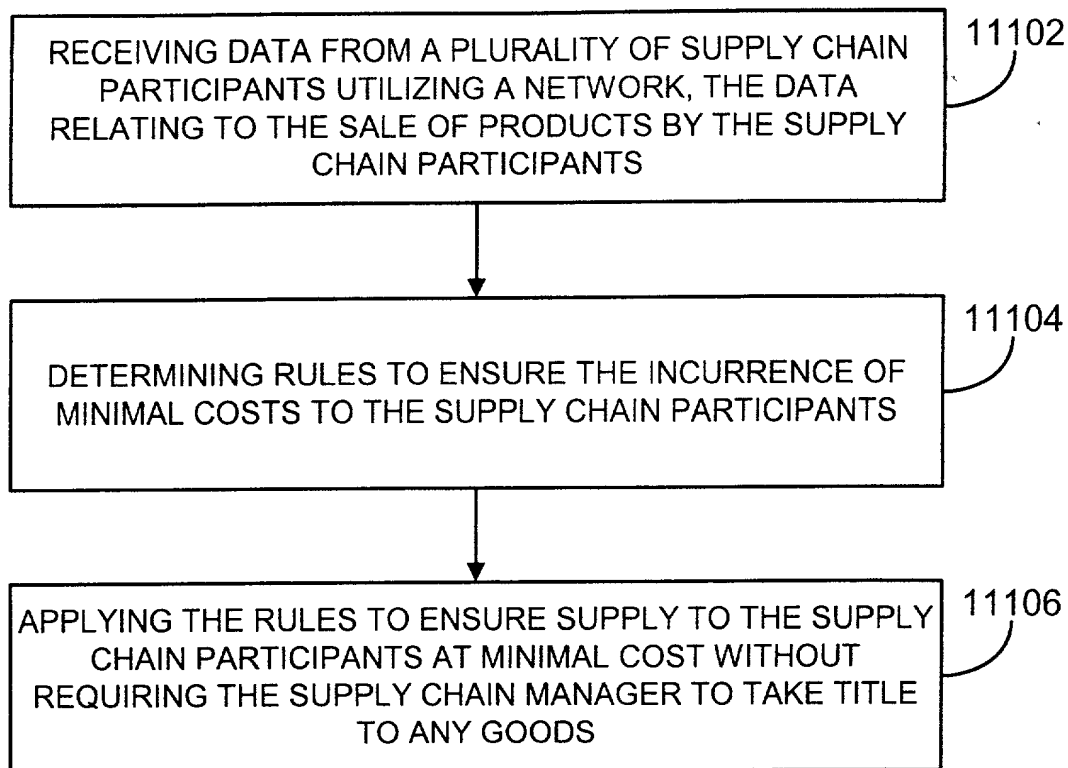 RECEIVING DATA FROM A PLURALITY OF SUPPLY CHAIN
PARTICIPANTS UTILIZING A NETWORK, THE DATA
RELATING TO THE SALE OF PRODUCTS BY THE SUPPLY
CHAIN PARTICIPANTS
11102
DETERMINING RULES TO ENSURE THE INCURRENCE OF
MINIMAL COSTS TO THE SUPPLY CHAIN PARTICIPANTS
11104
APPLYING THE RULES TO ENSURE SUPPLY TO THE SUPPLY
CHAIN PARTICIPANTS AT MINIMAL COST WITHOUT
REQUIRING THE SUPPLY CHAIN MANAGER TO TAKE TITLE
TO ANY GOODS
11106